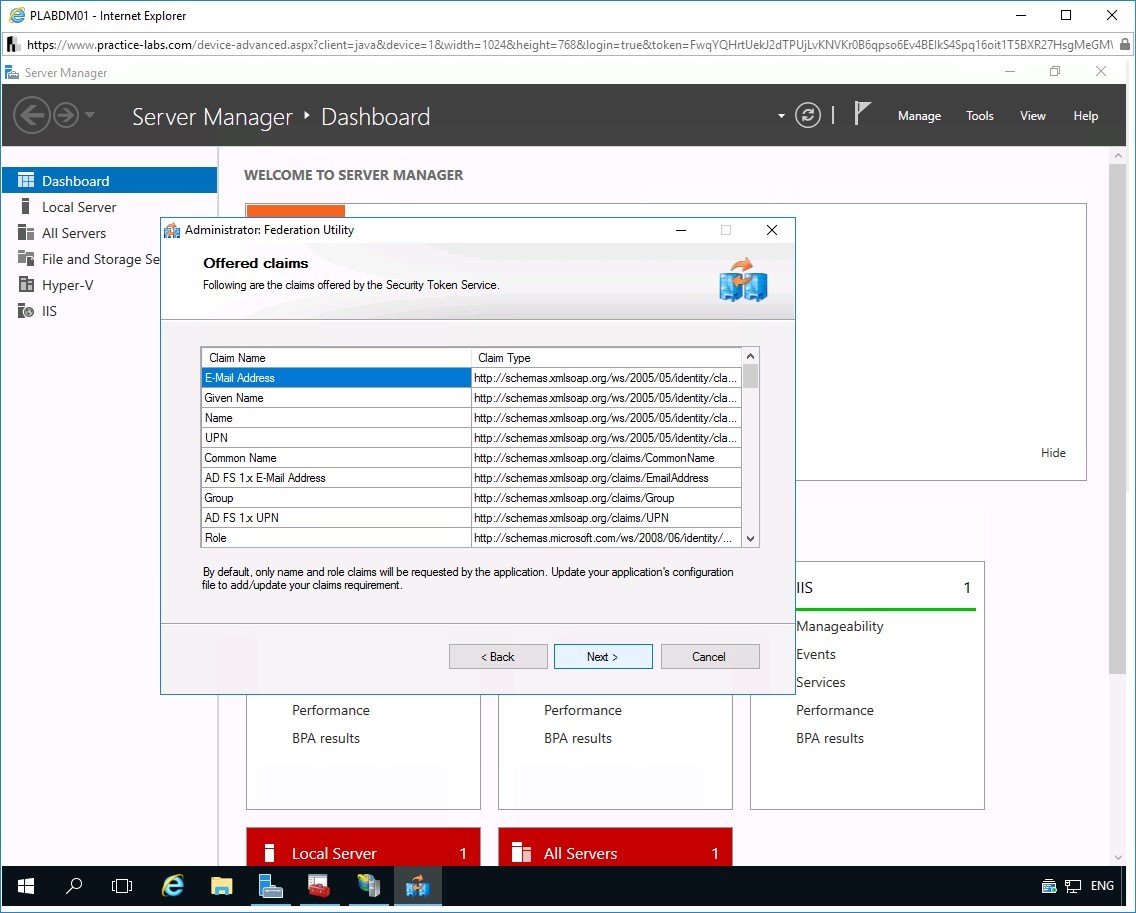 PLABDM01 - Internet Explorer
https://www.practice-labs.com/device-advanced.aspx?client=java&device=1&width=1024&height=768&login=true&token=
Server Manager
Server Manager ‣ Dashboard
Manage Tools View Help
Dashboard
Local Server
All Servers
File and Storage Se
Hyper-V
IIS
WELCOME TO SERVER MANAGER
Administrator: Federation Utility
Offered claims
Following are the claims offered by the Security Token Service.
Claim Name Claim Type
E-Mail Address http://schemas.xmlsoap.org/ws/2005/05/identity/cla...
Given Name http://schemas.xmlsoap.org/ws/2005/05/identity/cla...
Name http://schemas.xmlsoap.org/ws/2005/05/identity/cla...
UPN http://schemas.xmlsoap.org/ws/2005/05/identity/cla...
Common Name http://schemas.xmlsoap.org/claims/CommonName
AD FS 1.x E-Mail Address http://schemas.xmlsoap.org/claims/EmailAddress
Group http://schemas.xmlsoap.org/claims/Group
AD FS 1.x UPN http://schemas.xmlsoap.org/claims/UPN
Role http://schemas.microsoft.com/ws/2008/06/identity/...
By default, only name and role claims will be requested by the application. Update your application's configuration
file to add/update your claims requirement.
< Back Next > Cancel
Hide
IIS 1
Manageability
Events
Services
Performance Performance Performance
BPA results BPA results BPA results
Local Server 1 All Servers 1
ENG